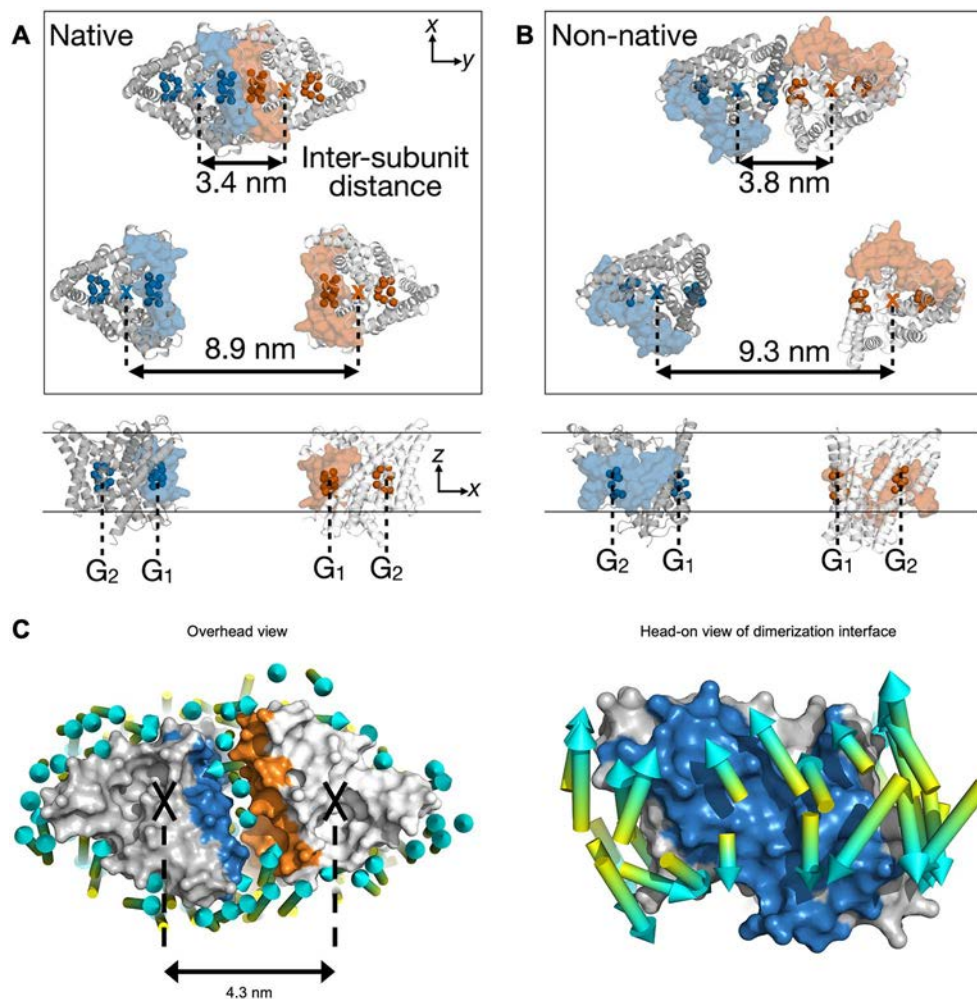 A Native
x
y
Inter-subunit
distance
3.4 nm
8.9 nm
z
x
G2 G1 G1 G2
B Non-native
3.8 nm
9.3 nm
G2 G1 G1 G2
C
Overhead view
4.3 nm
Head-on view of dimerization interface